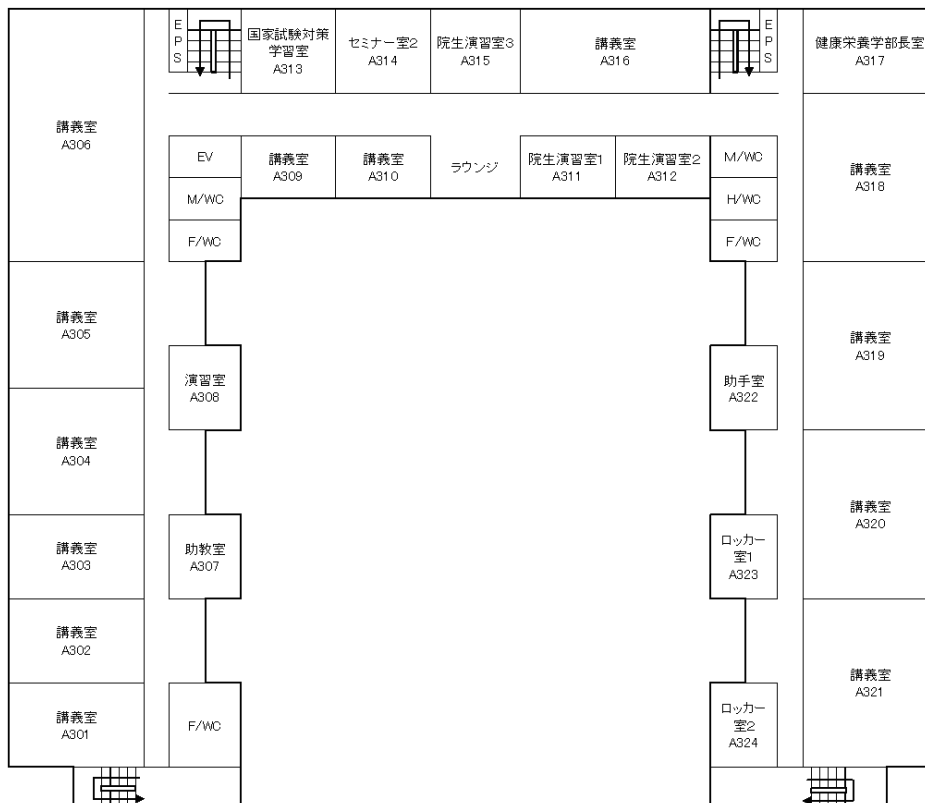 E
P
S
国家試験対策
学習室
A313
セミナー室2
A314
院生演習室3
A315
講義室
A316
E
P
S
健康栄養学部長室
A317
講義室
A306
EV
M/WC
F/WC
講義室
A309
講義室
A310
ラウンジ
院生演習室1
A311
院生演習室2
A312
M/WC
H/WC
F/WC
講義室
A318
講義室
A305
講義室
A319
演習室
A308
助手室
A322
講義室
A304
講義室
A320
講義室
A303
助教室
A307
ロッカー
室1
A323
講義室
A302
講義室
A321
講義室
A301
F/WC
ロッカー
室2
A324